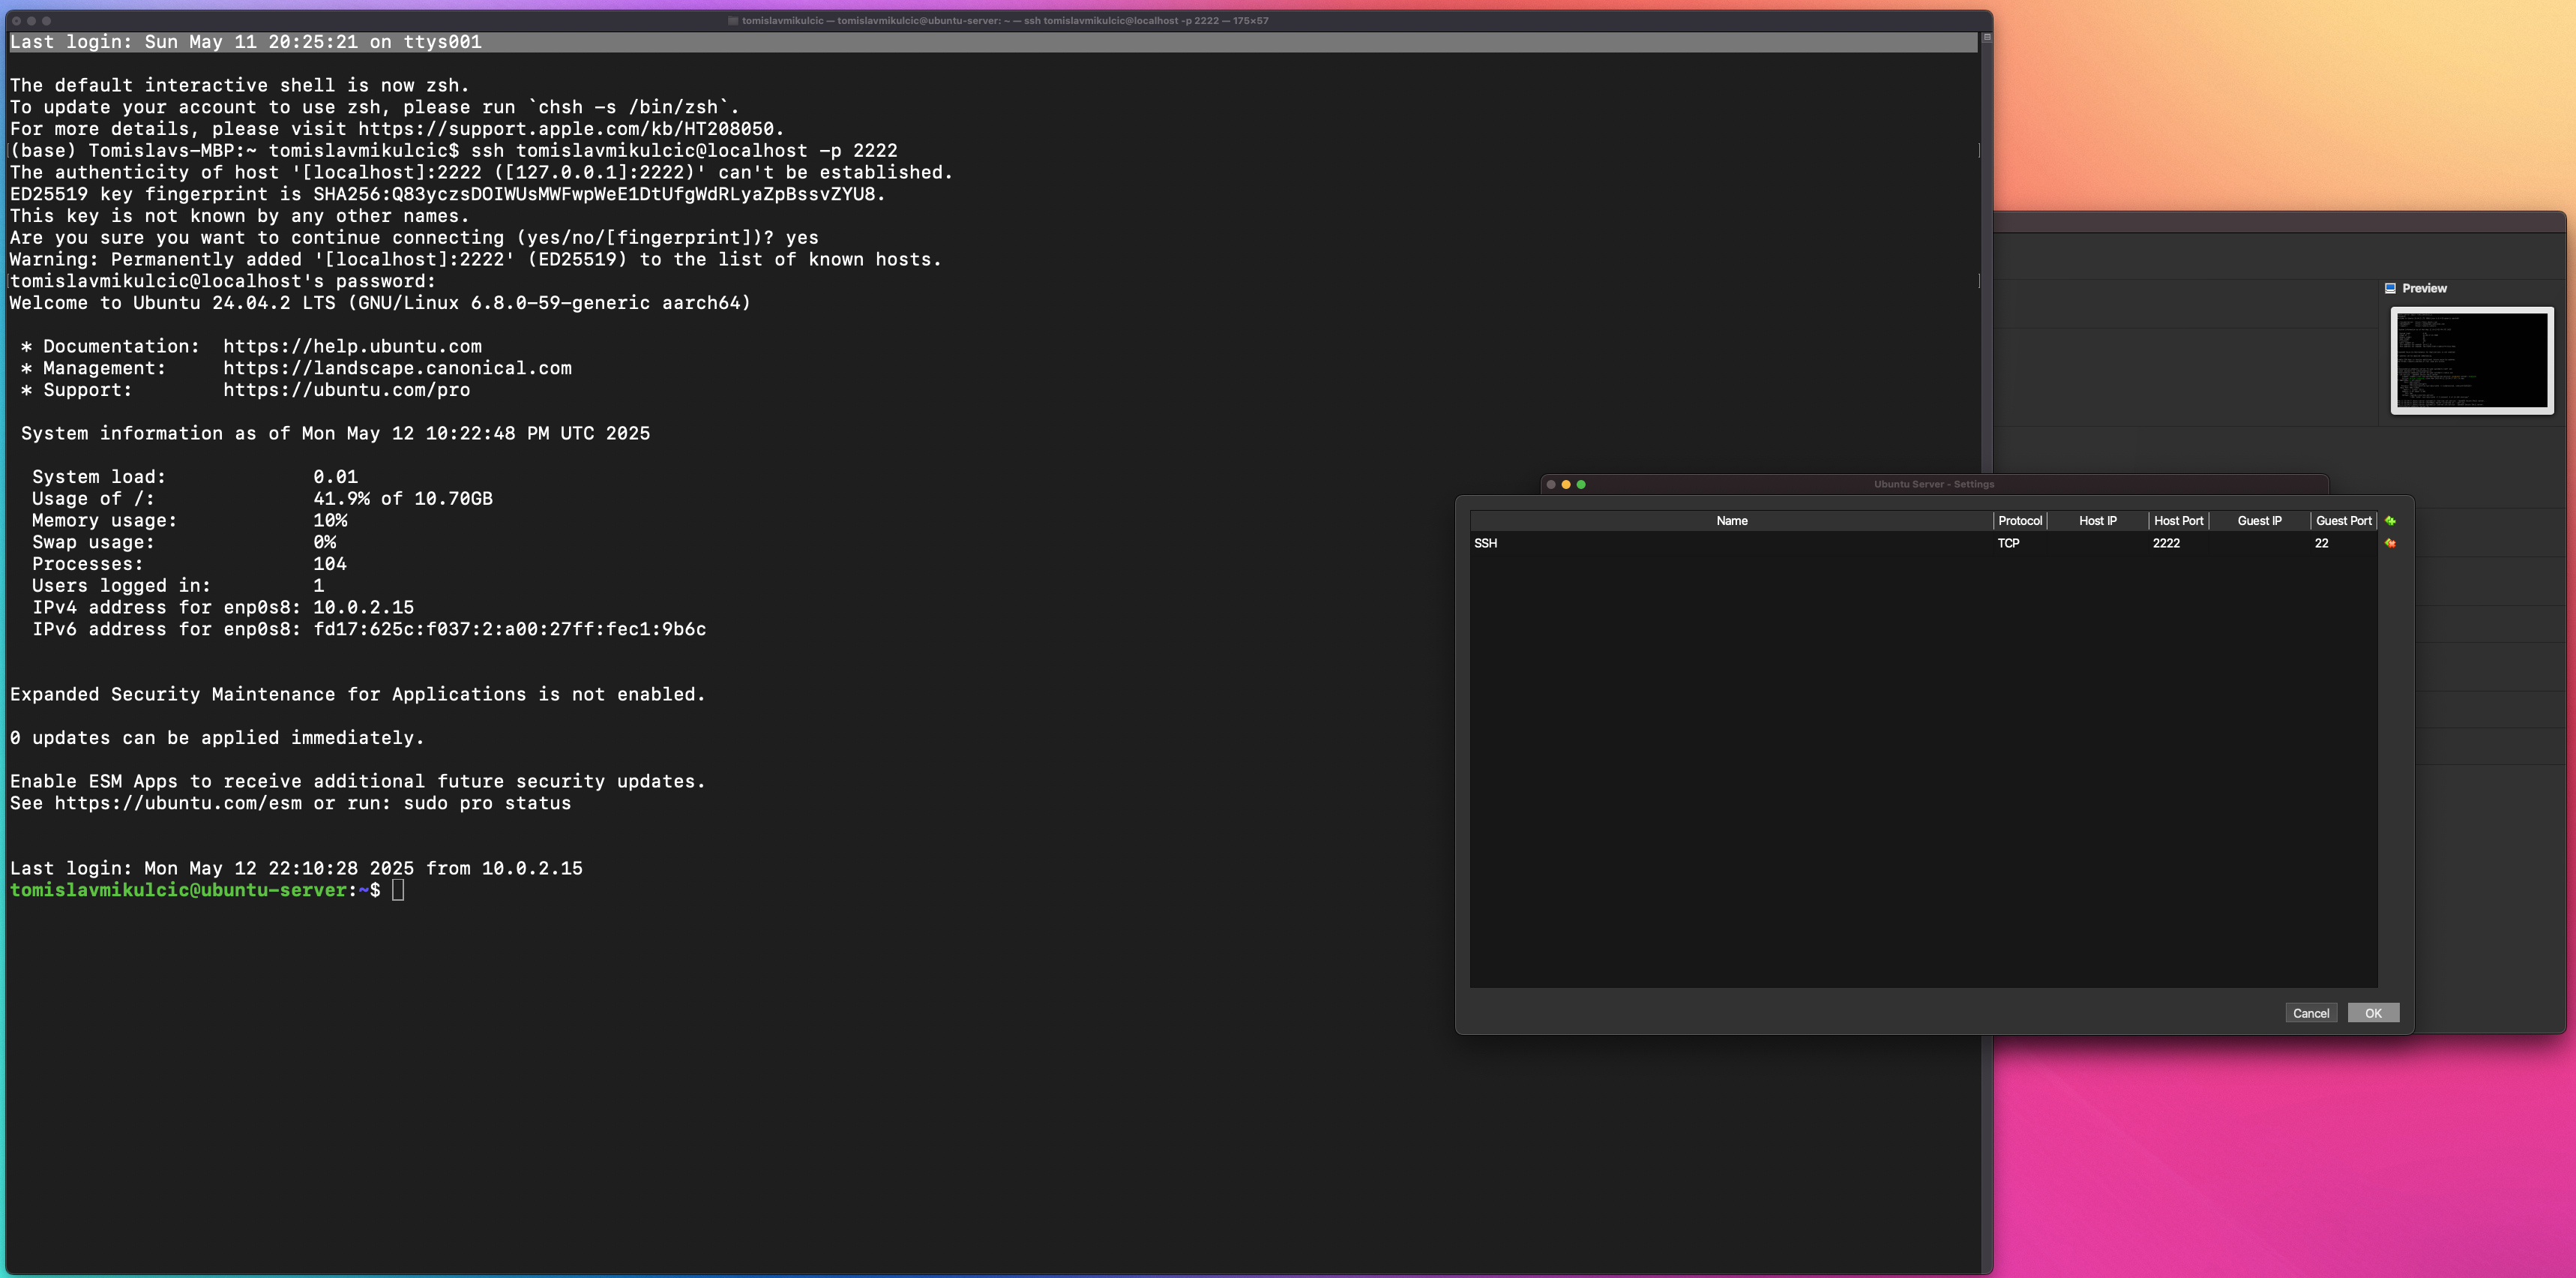 tomislavmikulcic — tomislavmikulcic@ubuntu-server: ~ — ssh tomislavmikulcic@localhost -p 2222 — 175×57
Last login: Sun May 11 20:25:21 on ttys001
The default interactive shell is now zsh.
To update your account to use zsh, please run `chsh -s /bin/zsh`.
For more details, please visit https://support.apple.com/kb/HT208050.
(base) Tomislavs-MBP:~ tomislavmikulcic$ ssh tomislavmikulcic@localhost -p 2222
The authenticity of host '[localhost]:2222 ([127.0.0.1]:2222)' can't be established.
ED25519 key fingerprint is SHA256:Q83yczsDOIWUsMWFwpWeE1DtUfgWdRLyaZpBssvZYU8.
This key is not known by any other names.
Are you sure you want to continue connecting (yes/no/[fingerprint])? yes
Warning: Permanently added '[localhost]:2222' (ED25519) to the list of known hosts.
tomislavmikulcic@localhost's password:
Welcome to Ubuntu 24.04.2 LTS (GNU/Linux 6.8.0-59-generic aarch64)
* Documentation: https://help.ubuntu.com
* Management: https://landscape.canonical.com
* Support: https://ubuntu.com/pro
System information as of Mon May 12 10:22:48 PM UTC 2025
System load: 0.01
Usage of /: 41.9% of 10.70GB
Memory usage: 10%
Swap usage: 0%
Processes: 104
Users logged in: 1
IPv4 address for enp0s8: 10.0.2.15
IPv6 address for enp0s8: fd17:625c:f037:2:a00:27ff:fec1:9b6c
Expanded Security Maintenance for Applications is not enabled.
0 updates can be applied immediately.
Enable ESM Apps to receive additional future security updates.
See https://ubuntu.com/esm or run: sudo pro status
Last login: Mon May 12 22:10:28 2025 from 10.0.2.15
tomislavmikulcic@ubuntu-server:~$
Preview
Ubuntu Server - Settings
Name Protocol Host IP Host Port Guest IP Guest Port
SSH TCP 2222 22
Cancel OK